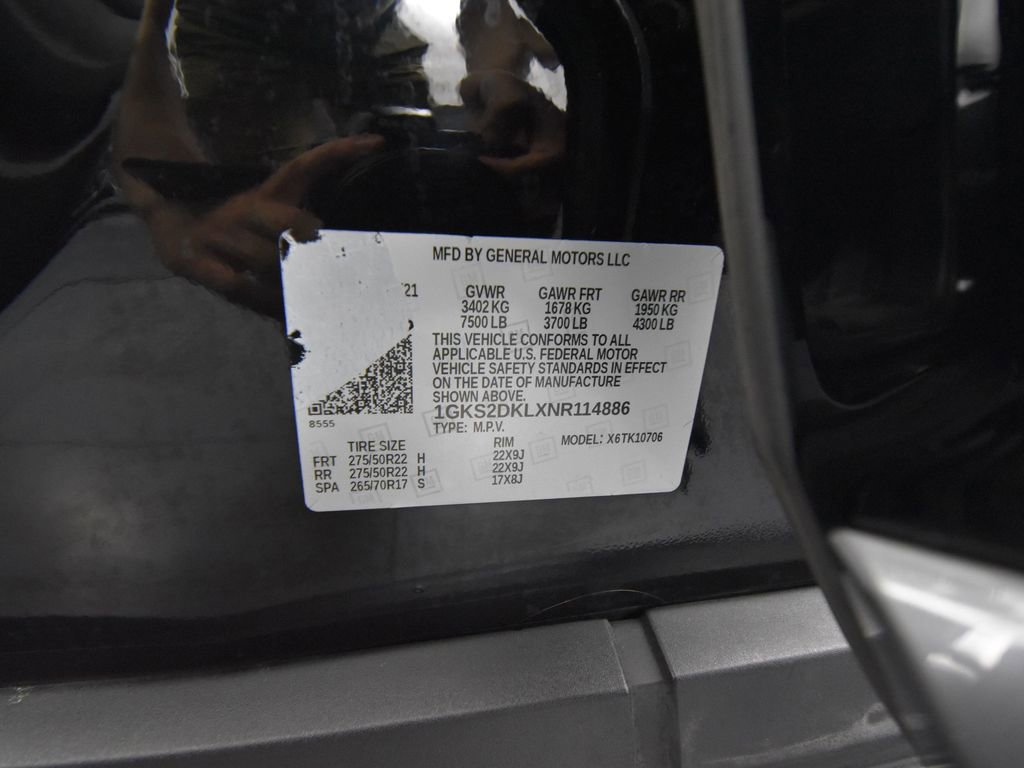 MFD BY GENERAL MOTORS LLC
/21
GVWR GAWR FRT GAWR RR
3402 KG 1678 KG 1950 KG
7500 LB 3700 LB 4300 LB
THIS VEHICLE CONFORMS TO ALL
APPLICABLE U.S. FEDERAL MOTOR
VEHICLE SAFETY STANDARDS IN EFFECT
ON THE DATE OF MANUFACTURE
SHOWN ABOVE.
1GKS2DKLXNR114886
8555
TYPE: M.P.V.
TIRE SIZE RIM MODEL: X6TK10706
FRT 275/50R22 H 22X9J
RR 275/50R22 H 22X9J
SPA 265/70R17 S 17X8J